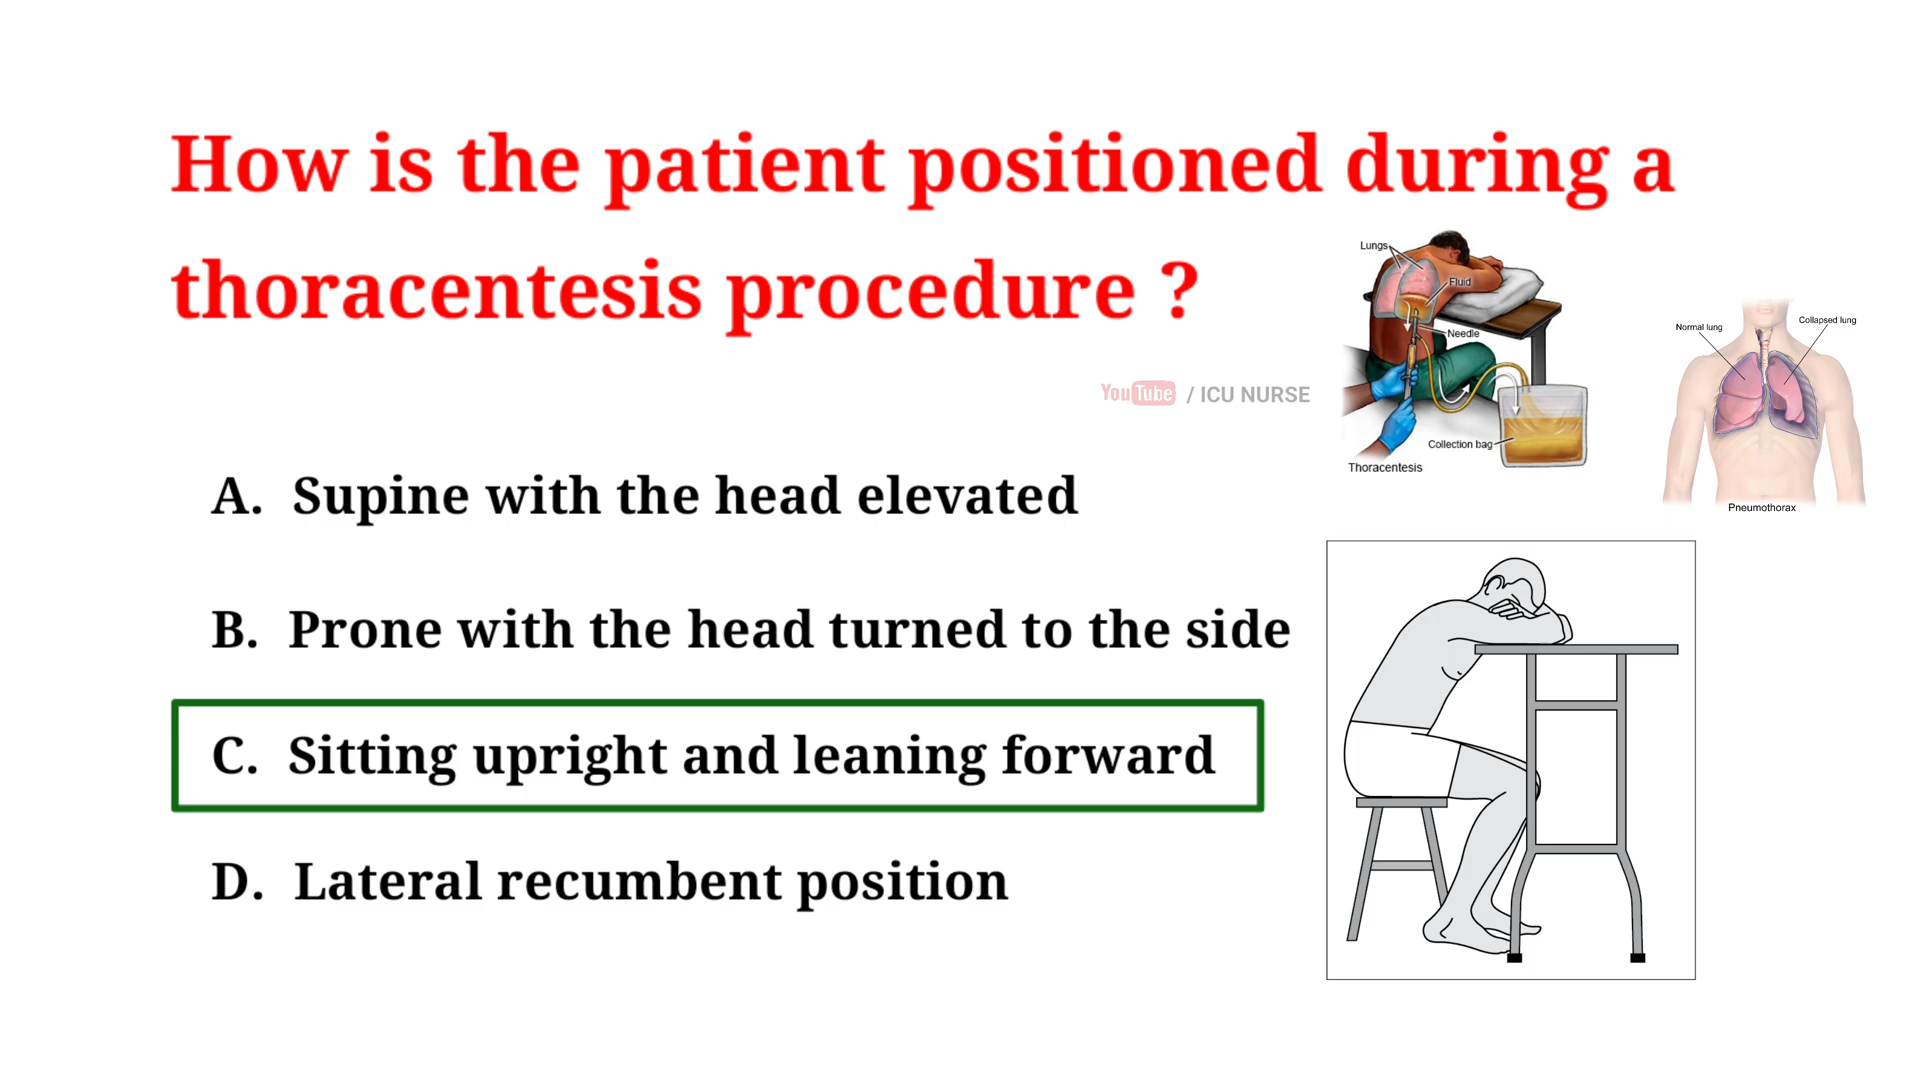 How is the patient positioned during a
thoracentesis procedure ?
Lungs
Fluid
Needle
Collection bag
Thoracentesis
Normal lung
Collapsed lung
Pneumothorax
YouTube / ICU NURSE
A. Supine with the head elevated
B. Prone with the head turned to the side
C. Sitting upright and leaning forward
D. Lateral recumbent position